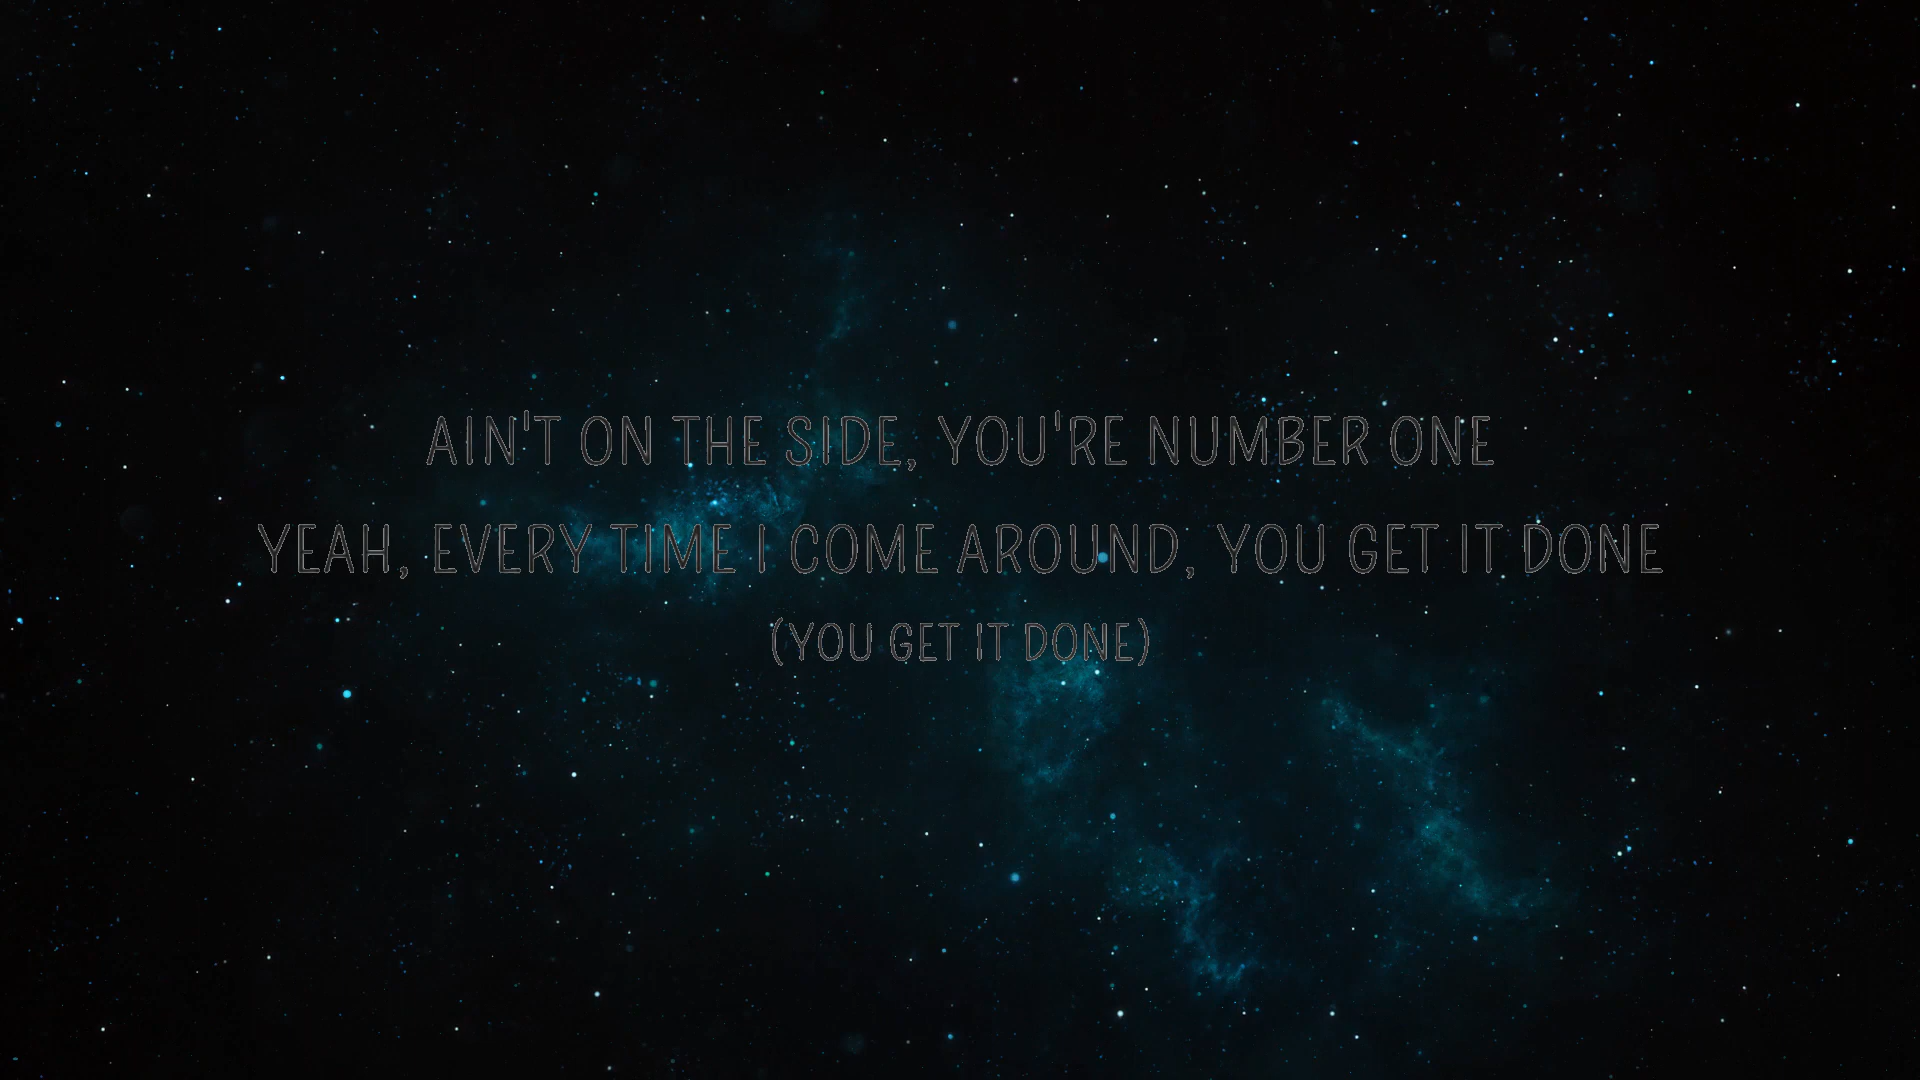 AIN'T ON THE SIDE, YOU'RE NUMBER ONE
YEAH, EVERY TIME I COME AROUND, YOU GET IT DONE
(YOU GET IT DONE)